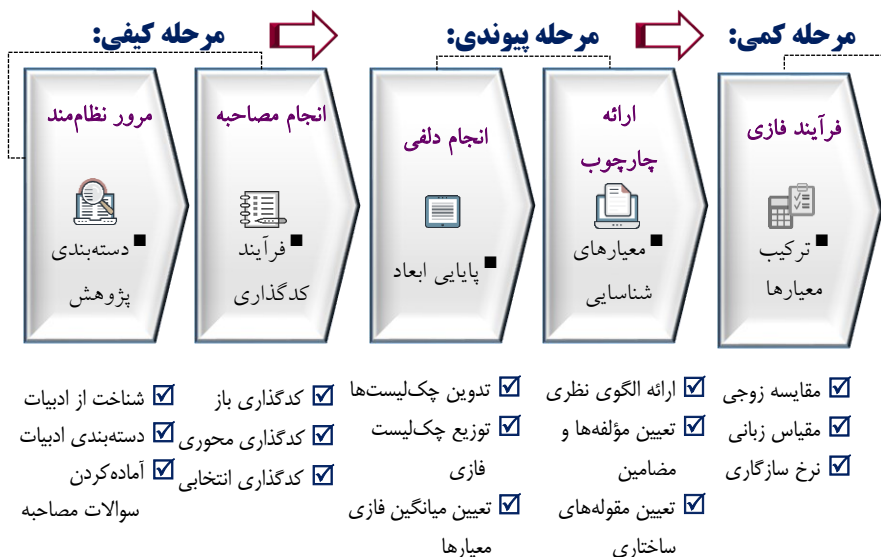 مرحله کیفی:
مرحله پیوندی:
مرحله کمی:
مرور نظام‌مند
دسته‌بندی
پژوهش
انجام مصاحبه
فرآیند
کدگذاری
انجام دلفی
پایایی ابعاد
ارائه
چارچوب
معیارهای
شناسایی
فرآیند فازی
ترکیب
معیارها
شناخت از ادبیات
دسته‌بندی ادبیات
آماده‌کردن
سوالات مصاحبه
کدگذاری باز
کدگذاری محوری
کدگذاری انتخابی
تدوین چک‌لیست‌ها
توزیع چک‌لیست
فازی
تعیین میانگین فازی
معیارها
ارائه الگوی نظری
تعیین مؤلفه‌ها و
مضامین
تعیین مقوله‌های
ساختاری
مقایسه زوجی
مقیاس زبانی
نرخ سازگاری